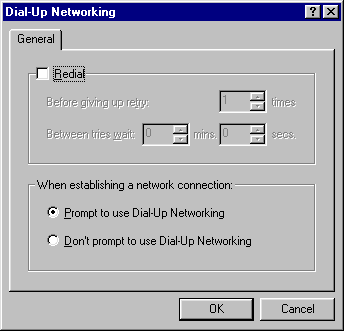 Dial-Up Networking
General
Redial
Before giving up retry: 1 times
Between tries wait: 0 mins. 0 secs.
When establishing a network connection:
Prompt to use Dial-Up Networking
Don't prompt to use Dial-Up Networking
OK Cancel